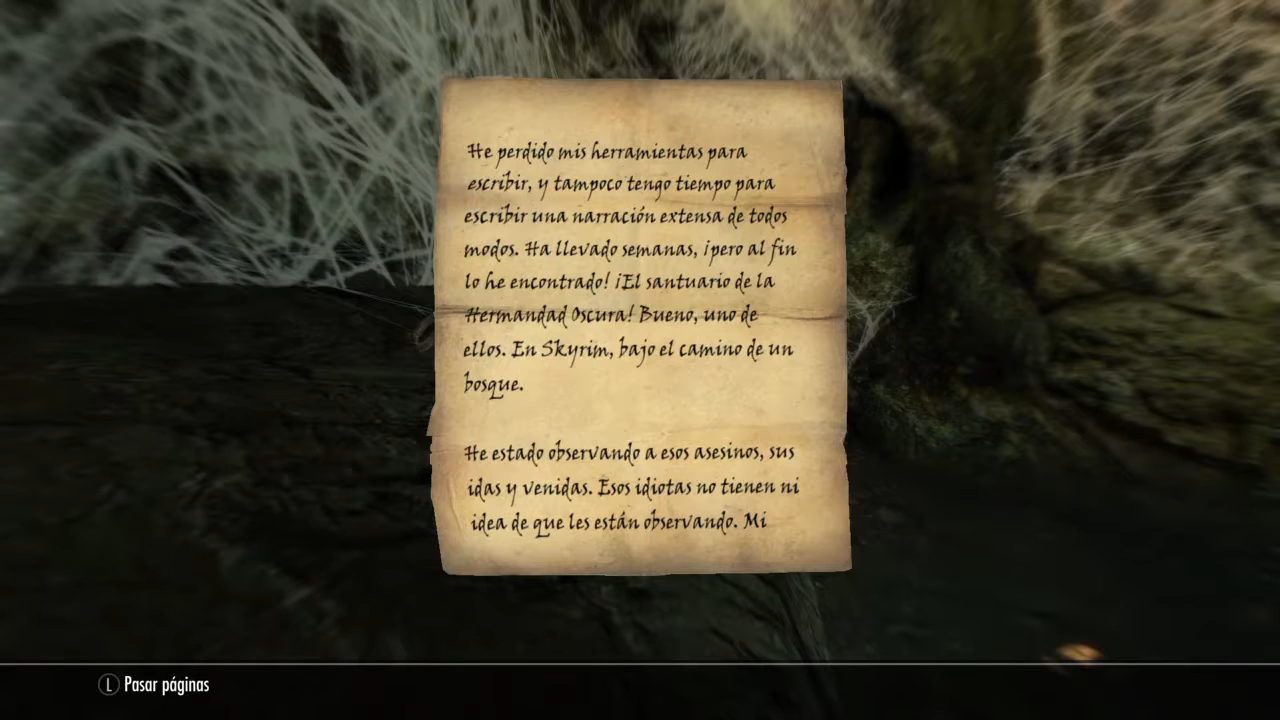 He perdido mis herramientas para
escribir, y tampoco tengo tiempo para
escribir una narración extensa de todos
modos. Ha llevado semanas, ¡pero al fin
lo he encontrado! ¡El santuario de la
Hermandad Oscura! Bueno, uno de
ellos. En Skyrim, bajo el camino de un
bosque.
He estado observando a esos asesinos, sus
idas y venidas. Esos idiotas no tienen ni
idea de que les están observando. Mi
L Pasar páginas